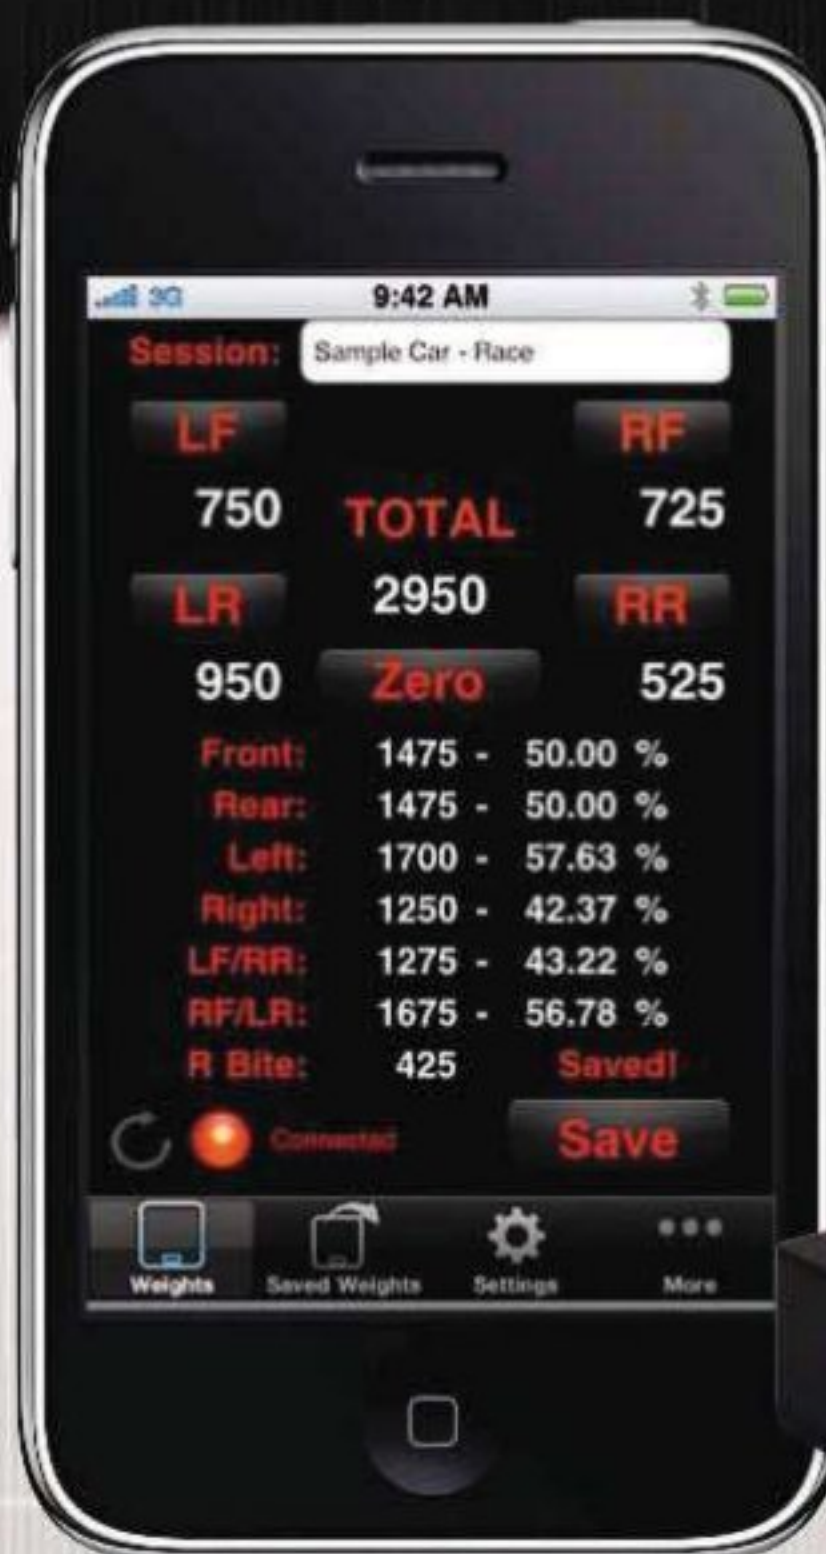 3G 9:42 AM
Session: Sample Car - Race
LF RF
750 TOTAL 725
LR 2950 RR
950 Zero 525
Front: 1475 - 50.00 %
Rear: 1475 - 50.00 %
Left: 1700 - 57.63 %
Right: 1250 - 42.37 %
LF/RR: 1275 - 43.22 %
RF/LR: 1675 - 56.78 %
R Bite: 425 Saved!
Connected Save
Weights Saved Weights Settings More